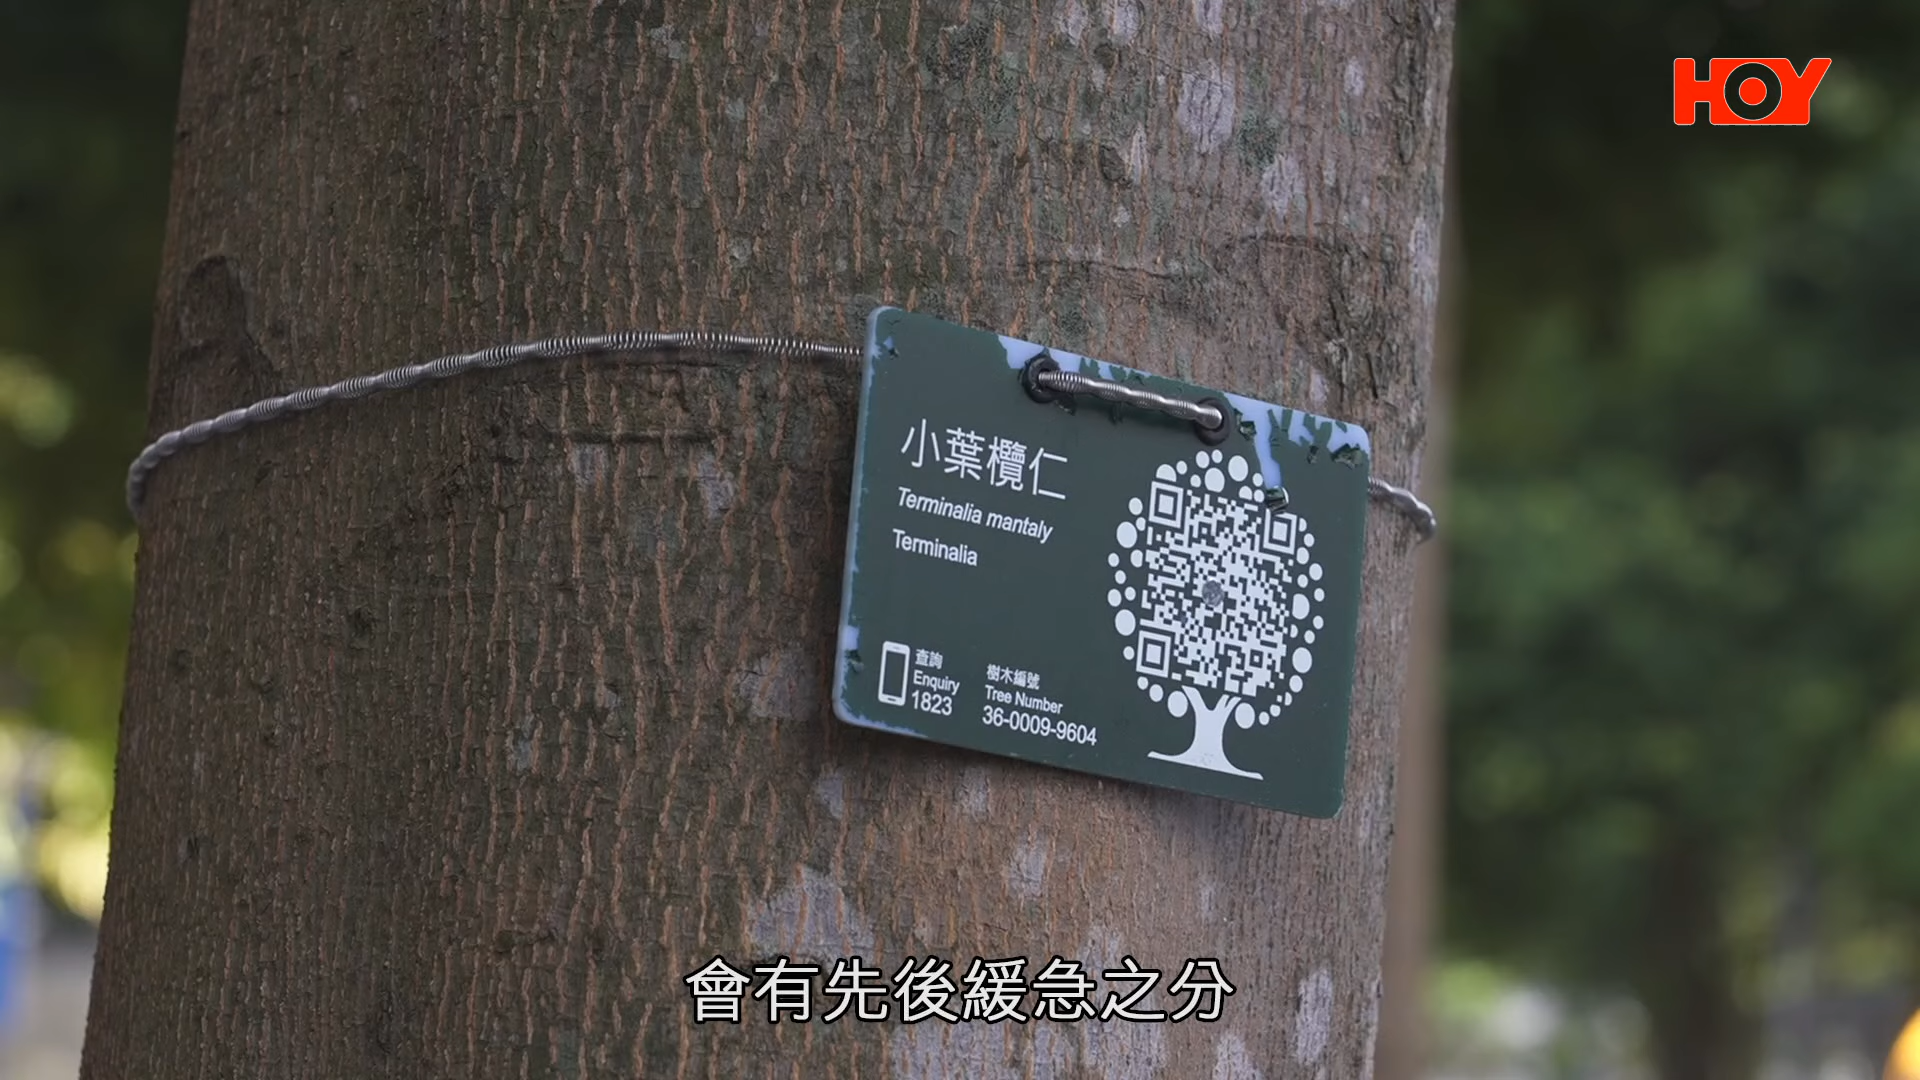 HOY
小葉欖仁
Terminalia mantaly
Terminalia
查詢
Enquiry
1823
樹木編號
Tree Number
36-0009-9604
會有先後緩急之分